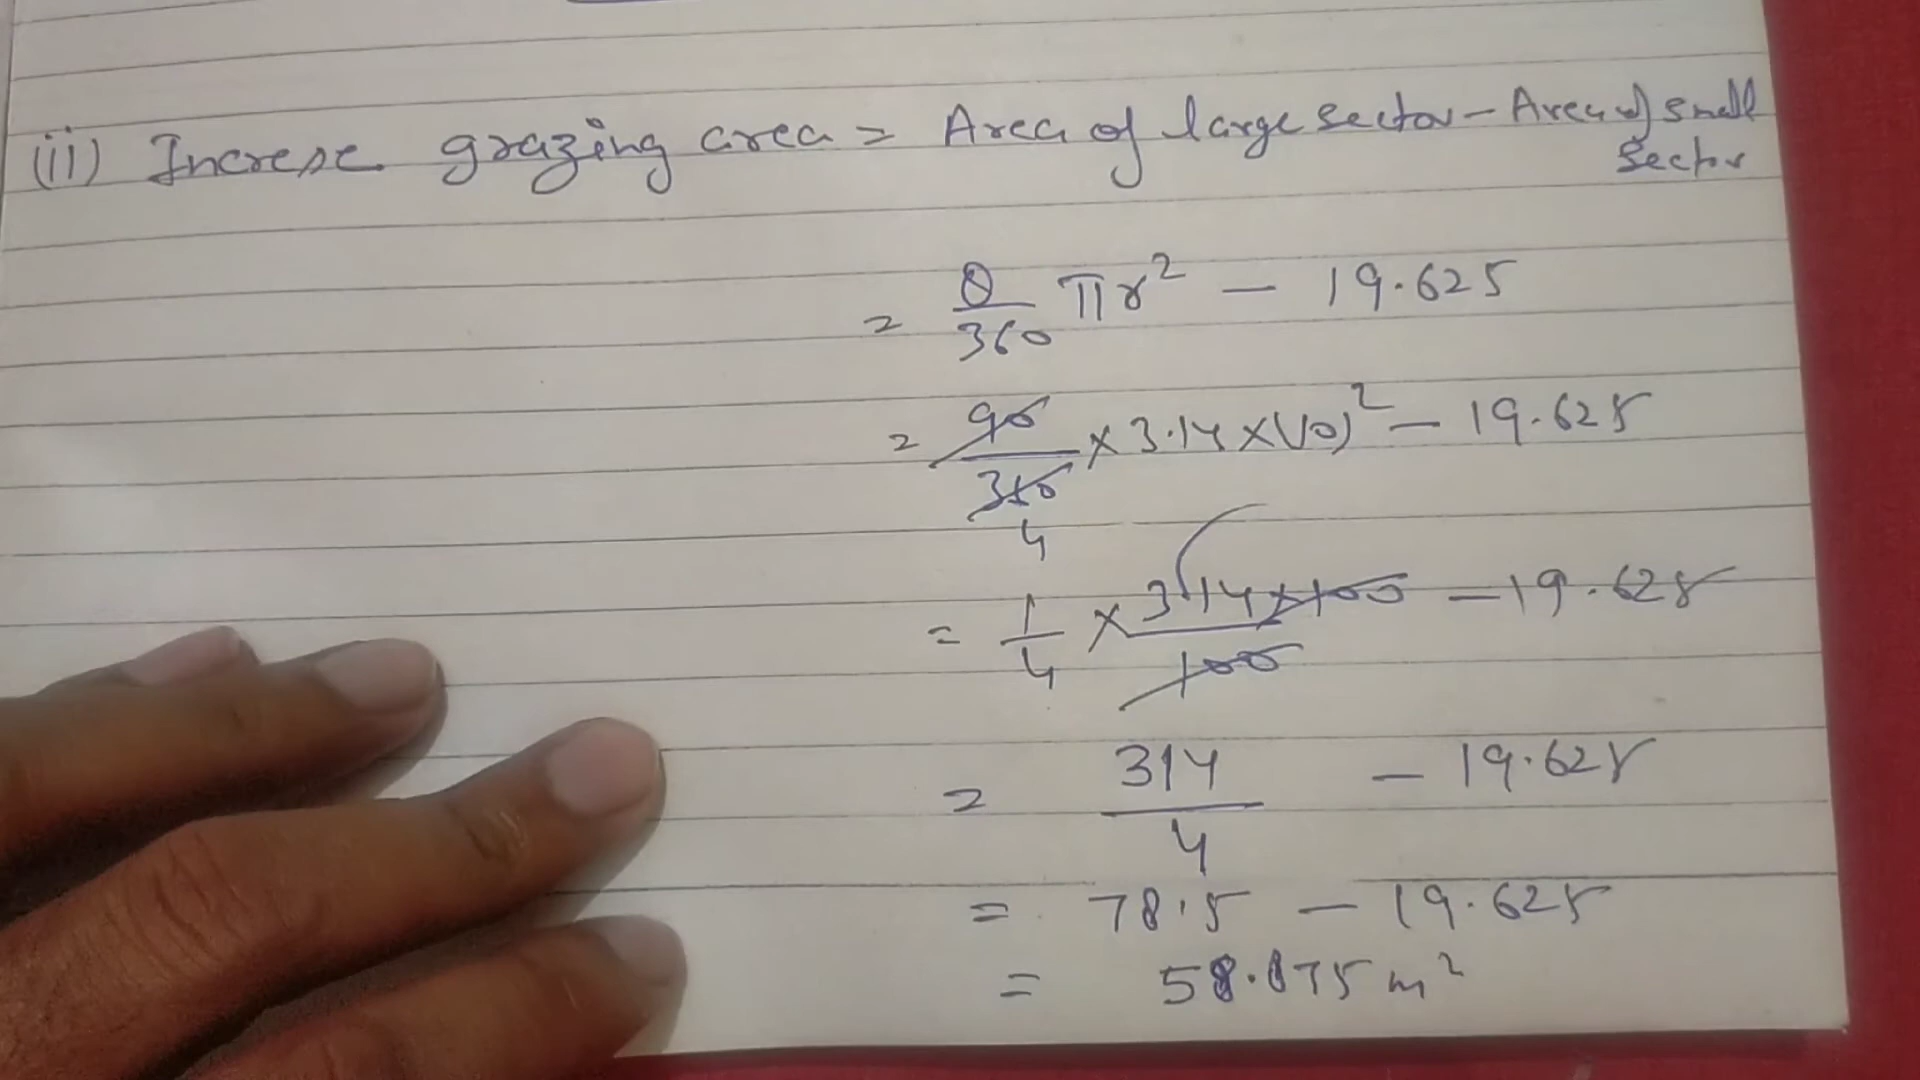 (ii) Increse grazing area = Area of large sector - Area of small
sector
= θ/360 πr² - 19.625
= 90/360 × 3.14 × (10)² - 19.625
4
= 1/4 × 3.14 × 100/100 - 19.625
= 314/4 - 19.625
= 78.5 - 19.625
= 58.875 m²